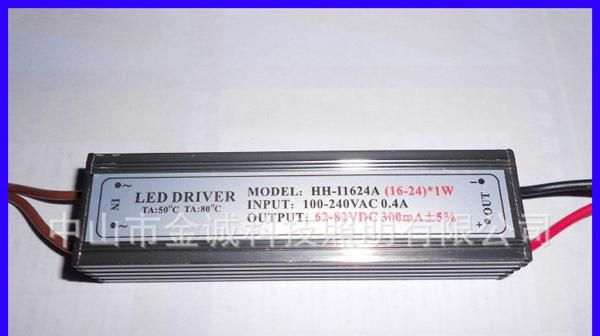 IN
~
~
LED DRIVER
TA:50°C TA:80°C
MODEL: HH-I1624A (16-24)*1W
INPUT: 100-240VAC 0.4A
OUTPUT: 62-82VDC 300mA±5%
-
OUT
+
中山市金诚科技照明有限公司